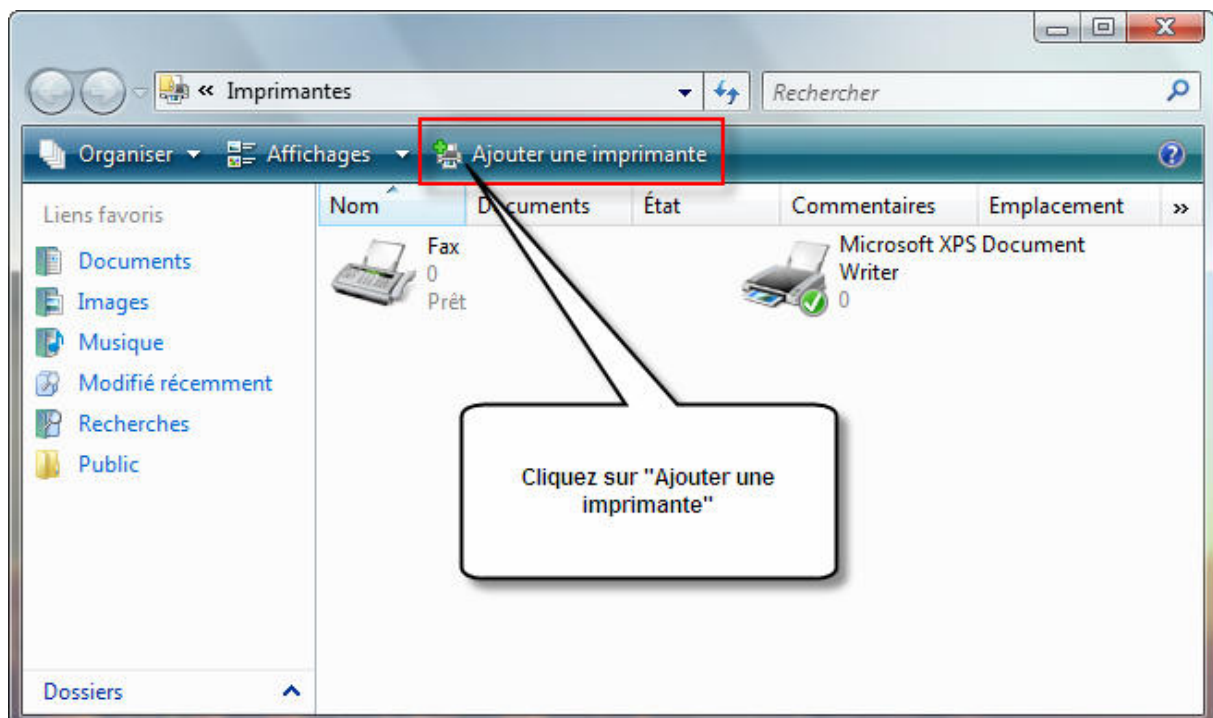 « Imprimantes
Rechercher
Organiser Affichages Ajouter une imprimante
Liens favoris
Nom Documents État Commentaires Emplacement »
Documents
Images
Musique
Modifié récemment
Recherches
Public
Fax
0
Prêt
Microsoft XPS Document
Writer
0
Cliquez sur "Ajouter une
imprimante"
Dossiers